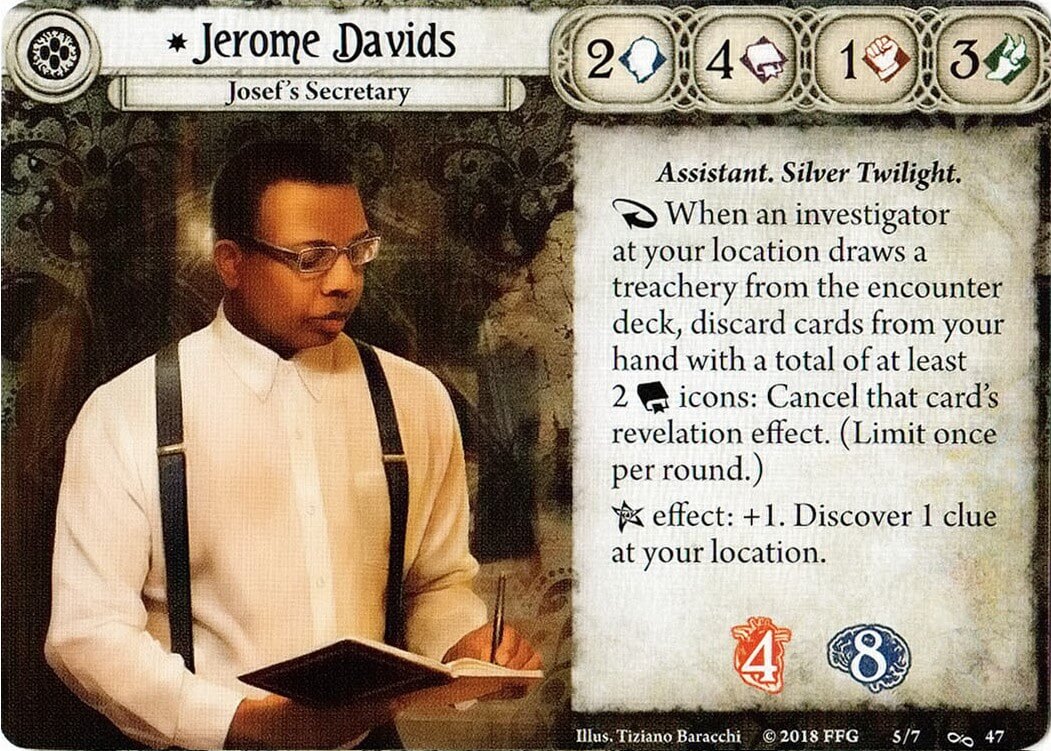 Jerome Davids
Josef's Secretary
2 4 1 3
Assistant. Silver Twilight.
When an investigator
at your location draws a
treachery from the encounter
deck, discard cards from your
hand with a total of at least
2 icons: Cancel that card's
revelation effect. (Limit once
per round.)
effect: +1. Discover 1 clue
at your location.
4 8
Illus. Tiziano Baracchi © 2018 FFG 5/7 47